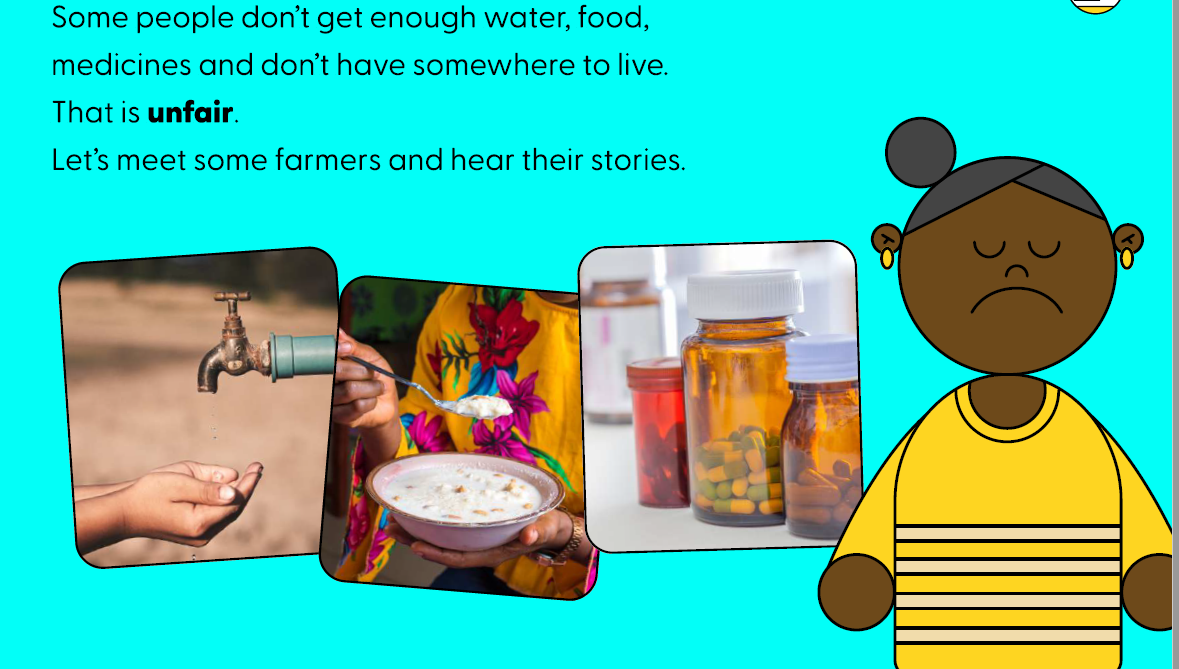 Some people don’t get enough water, food,
medicines and don’t have somewhere to live.
That is unfair.
Let’s meet some farmers and hear their stories.